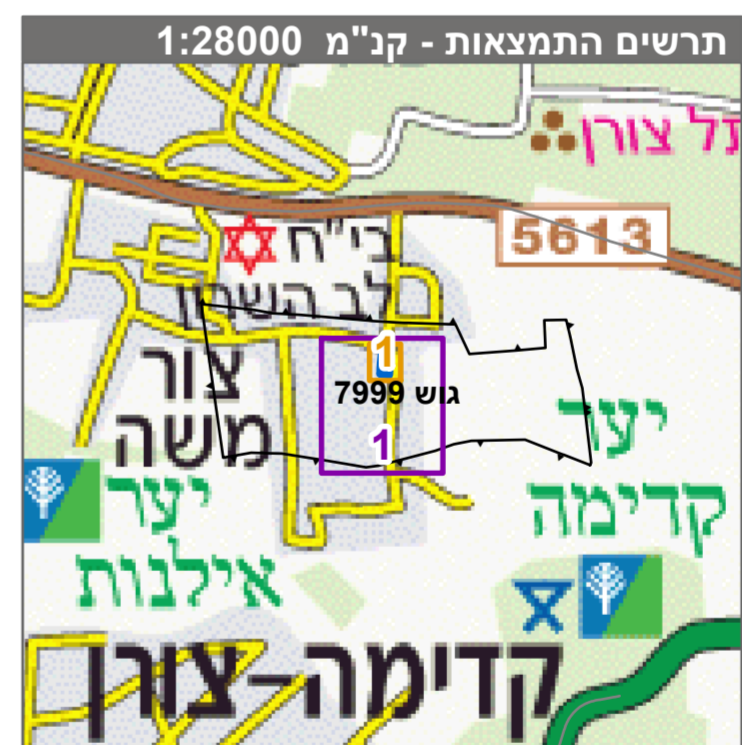 תרשים התמצאות - קנ"מ 1:28000
תל צורן
5613
בי"ח
לב השרון
צור
משה
1
גוש 7999
1
יער
קדימה
יער
אילנות
קדימה-צורן